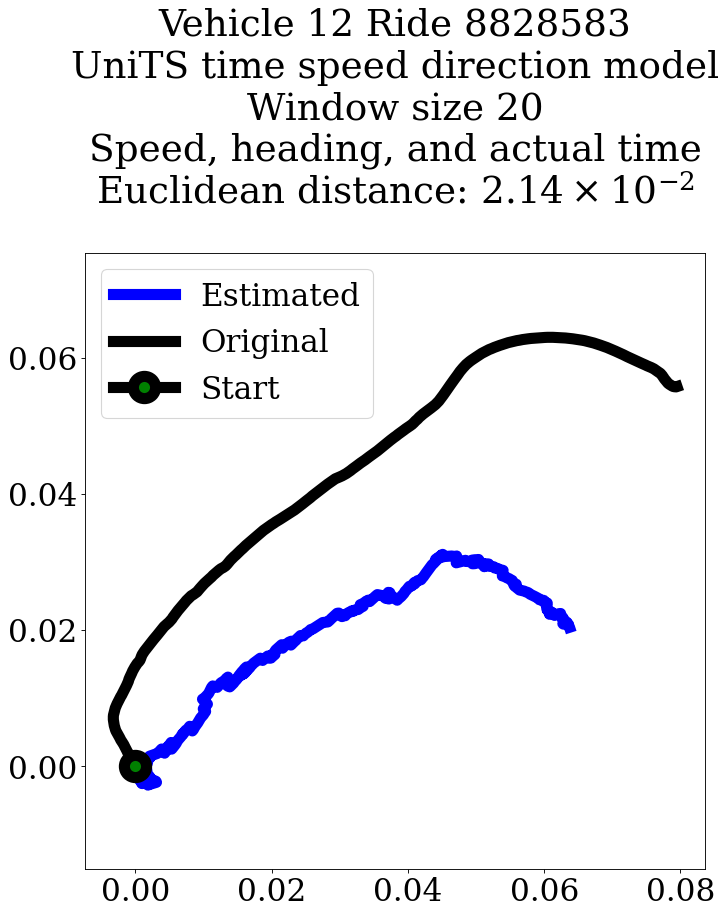 Vehicle 12 Ride 8828583
UniTS time speed direction model
Window size 20
Speed, heading, and actual time
Euclidean distance: 2.14 × 10⁻²
Estimated
Original
Start
0.06
0.04
0.02
0.00
0.00 0.02 0.04 0.06 0.08